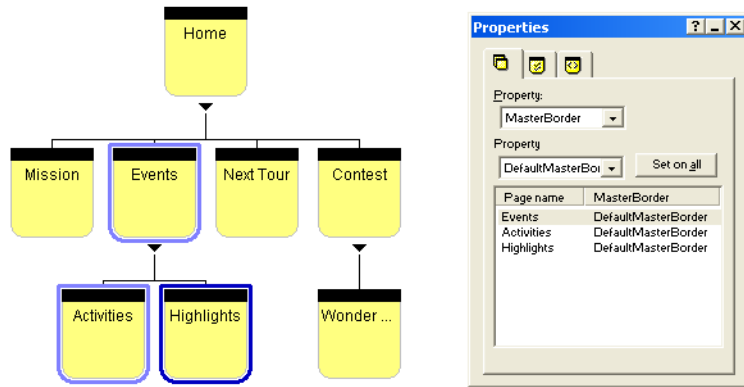 Home
Mission
Events
Next Tour
Contest
Activities
Highlights
Wonder ...
Properties
Property:
MasterBorder
Property
DefaultMasterBor
Set on all
Page name MasterBorder
Events DefaultMasterBorder
Activities DefaultMasterBorder
Highlights DefaultMasterBorder